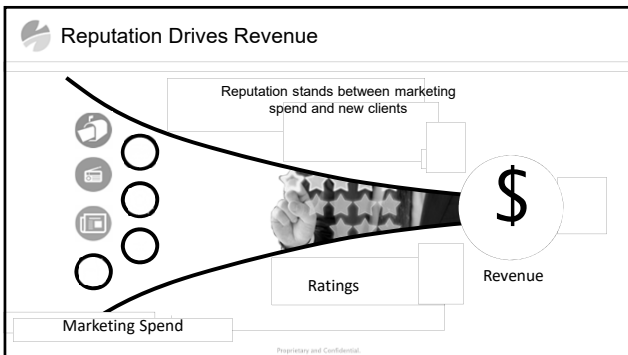 Reputation Drives Revenue
Reputation stands between marketing
spend and new clients
$
Revenue
Ratings
Marketing Spend
Proprietary and Confidential.